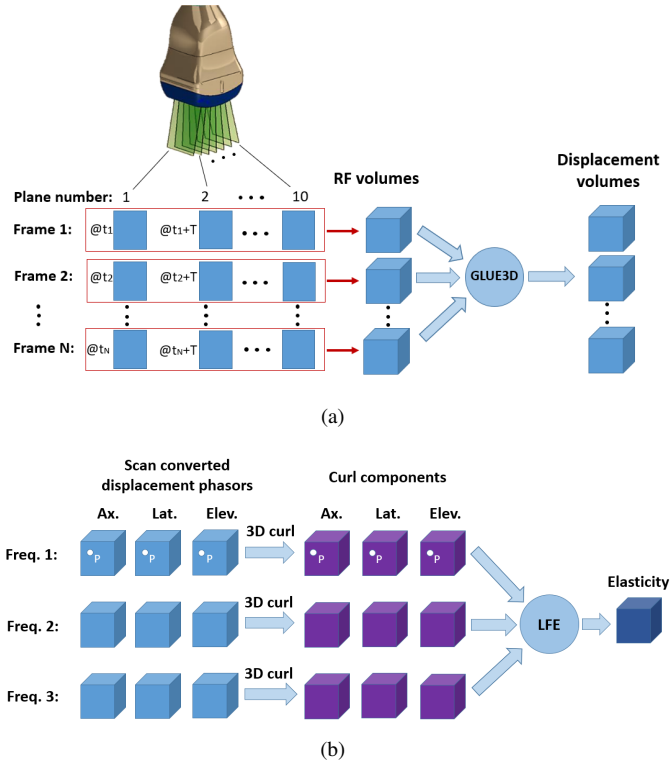 Plane number: 1 2 10
RF volumes
Displacement volumes
Frame 1: @t1 @t1+T
Frame 2: @t2 @t2+T
GLUE3D
Frame N: @tN @tN+T
(a)
Scan converted
displacement phasors
Curl components
Ax. Lat. Elev. 3D curl Ax. Lat. Elev.
Freq. 1: P P P P P P
Elasticity
Freq. 2: 3D curl LFE
Freq. 3: 3D curl
(b)